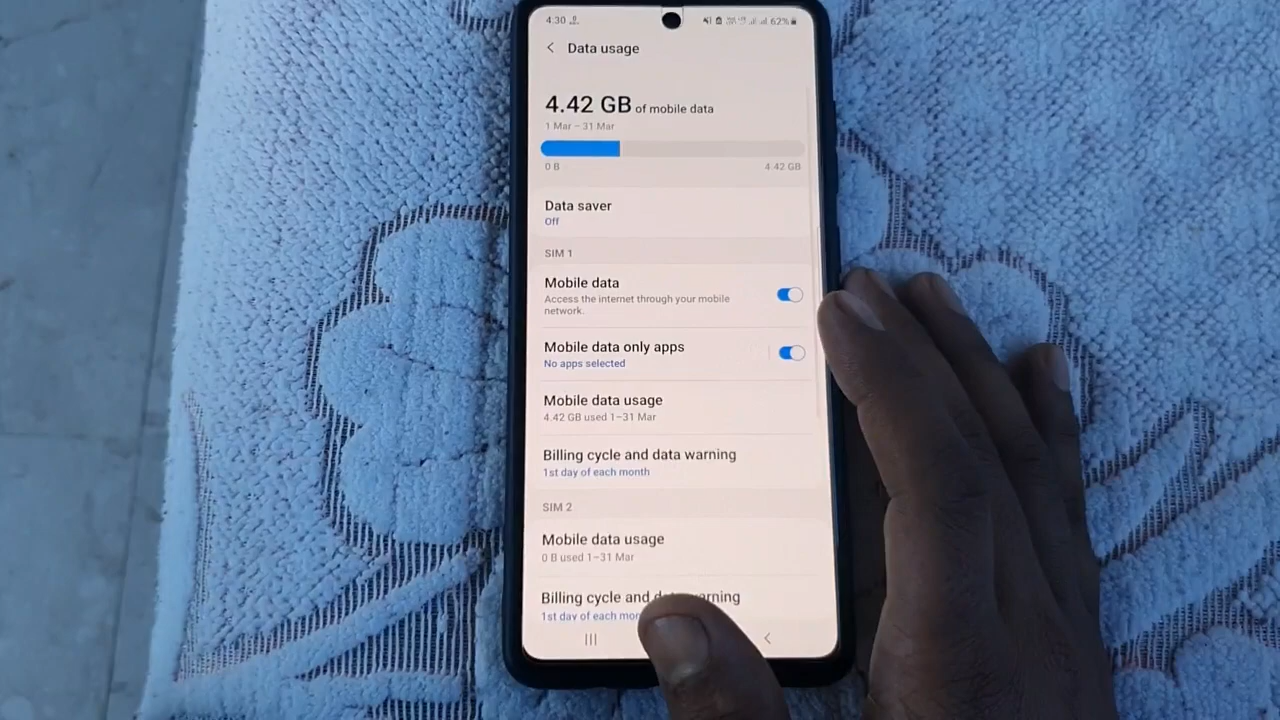 4:30
62%
Data usage
4.42 GB of mobile data
1 Mar – 31 Mar
0 B
4.42 GB
Data saver
Off
SIM 1
Mobile data
Access the internet through your mobile
network.
Mobile data only apps
No apps selected
Mobile data usage
4.42 GB used 1–31 Mar
Billing cycle and data warning
1st day of each month
SIM 2
Mobile data usage
0 B used 1–31 Mar
Billing cycle and data warning
1st day of each